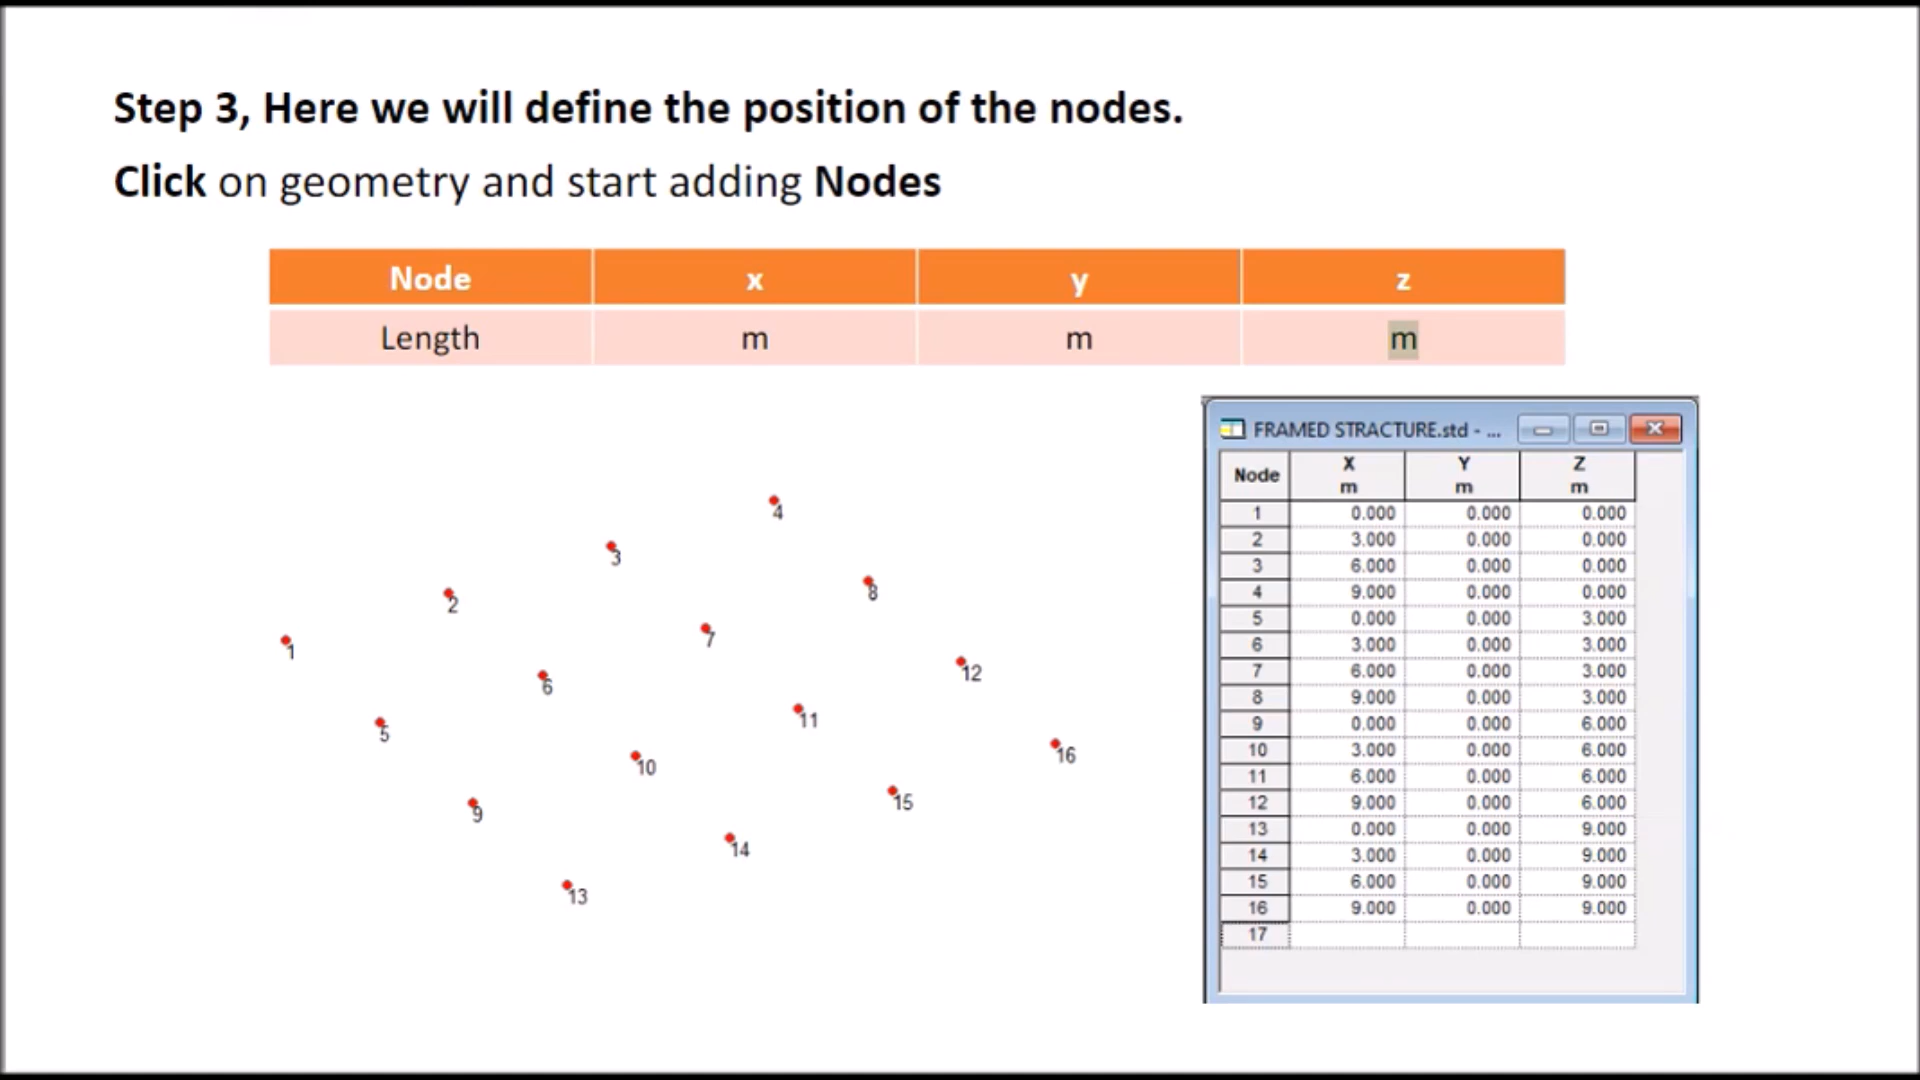 Step 3, Here we will define the position of the nodes.
Click on geometry and start adding Nodes
Node x y z
Length m m m
4
3
8
2
7
1
12
6
11
5
16
10
15
9
14
13
FRAMED STRACTURE.std - ...
Node X Y Z
m m m
1 0.000 0.000 0.000
2 3.000 0.000 0.000
3 6.000 0.000 0.000
4 9.000 0.000 0.000
5 0.000 0.000 3.000
6 3.000 0.000 3.000
7 6.000 0.000 3.000
8 9.000 0.000 3.000
9 0.000 0.000 6.000
10 3.000 0.000 6.000
11 6.000 0.000 6.000
12 9.000 0.000 6.000
13 0.000 0.000 9.000
14 3.000 0.000 9.000
15 6.000 0.000 9.000
16 9.000 0.000 9.000
17